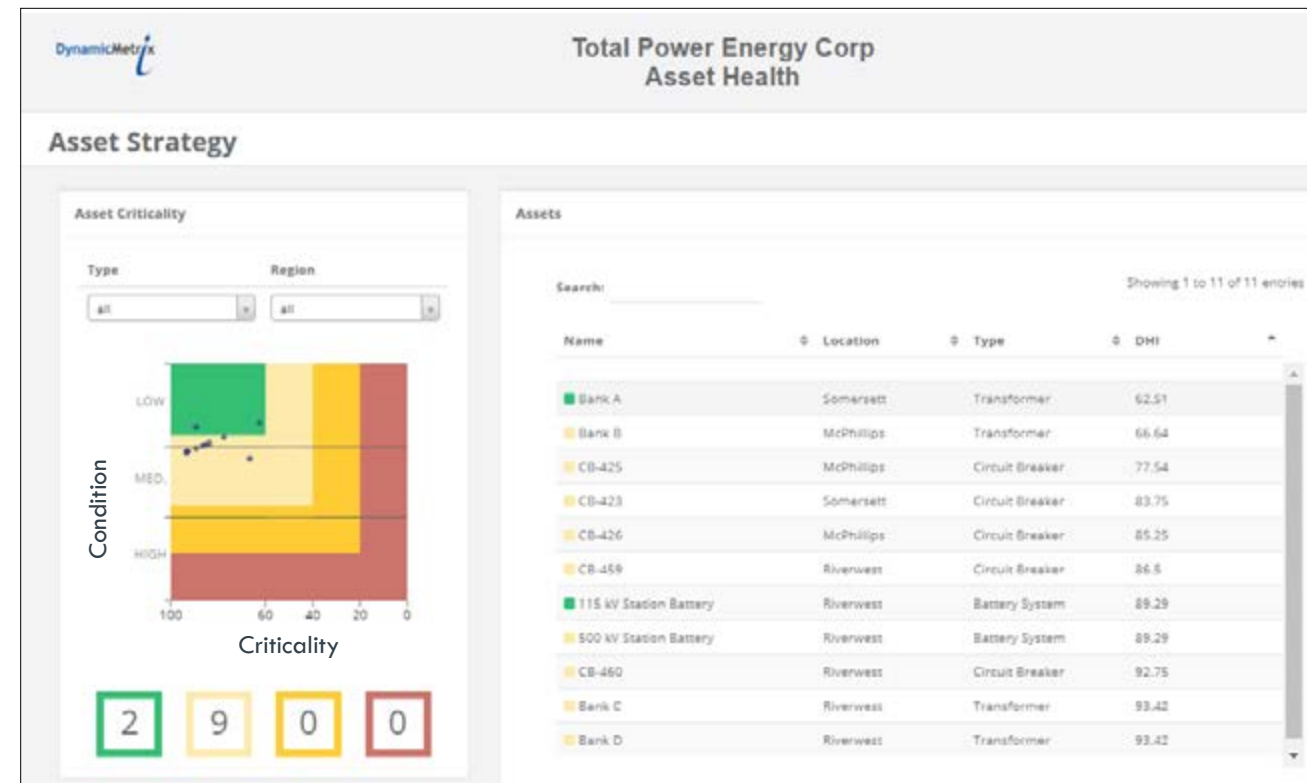 DynamicMetrix
Total Power Energy Corp
Asset Health
Asset Strategy
Asset Criticality
Type Region
all all
LOW
MED.
HIGH
Condition
100 60 40 20 0
Criticality
2 9 0 0
Assets
Search:
Showing 1 to 11 of 11 entries
Name Location Type DHI
Bank A Somersett Transformer 62.51
Bank B McPhillips Transformer 66.64
CB-425 McPhillips Circuit Breaker 77.54
CB-423 Somersett Circuit Breaker 83.75
CB-426 McPhillips Circuit Breaker 85.25
CB-459 Riverwest Circuit Breaker 86.5
115 kV Station Battery Riverwest Battery System 89.29
500 kV Station Battery Riverwest Battery System 89.29
CB-460 Riverwest Circuit Breaker 92.75
Bank C Riverwest Transformer 93.42
Bank D Riverwest Transformer 93.42